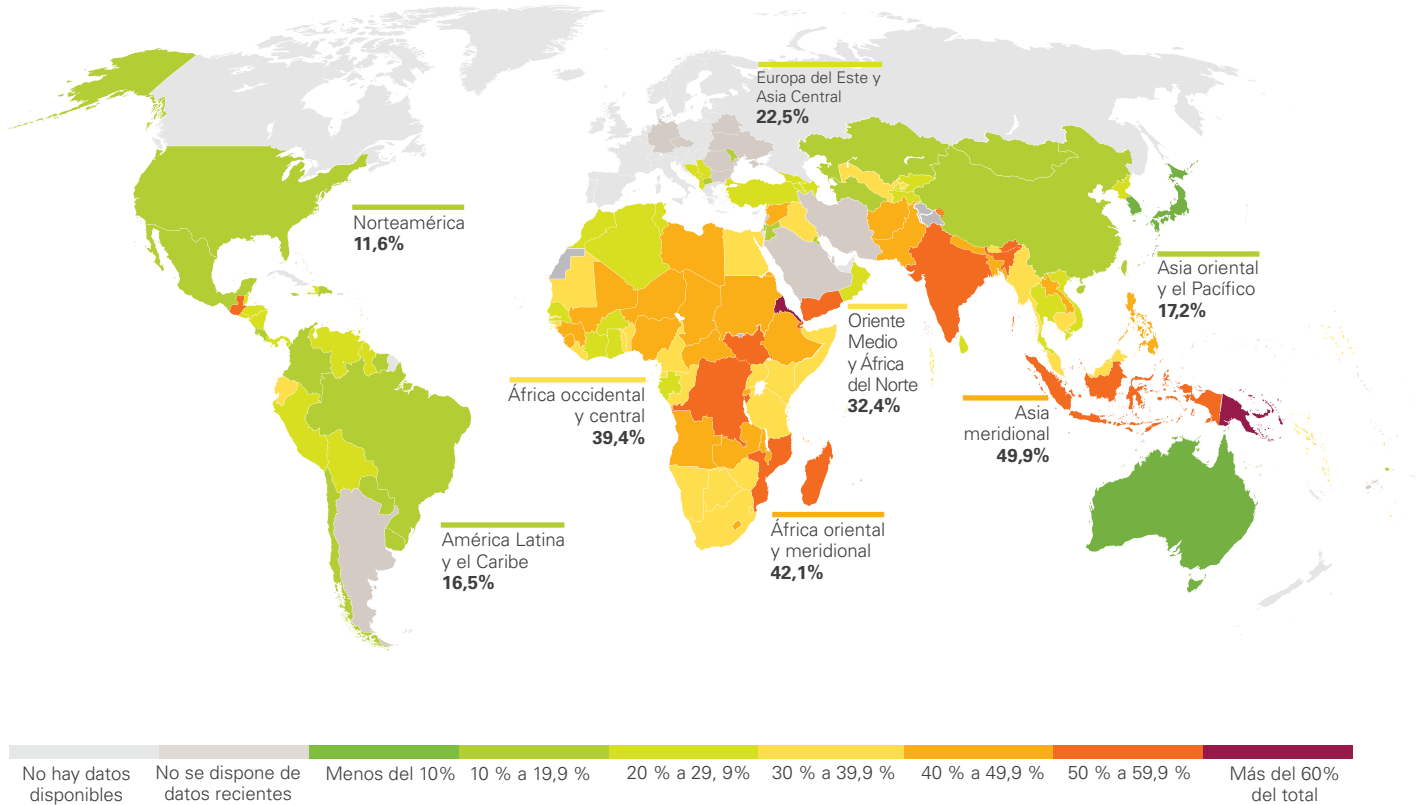 Europa del Este y
Asia Central
22,5%
Norteamérica
11,6%
Asia oriental
y el Pacífico
17,2%
Oriente
Medio
y África
del Norte
32,4%
África occidental
y central
39,4%
Asia
meridional
49,9%
América Latina
y el Caribe
16,5%
África oriental
y meridional
42,1%
No hay datos
disponibles
No se dispone de
datos recientes
Menos del 10%
10 % a 19,9 %
20 % a 29, 9%
30 % a 39,9 %
40 % a 49,9 %
50 % a 59,9 %
Más del 60%
del total